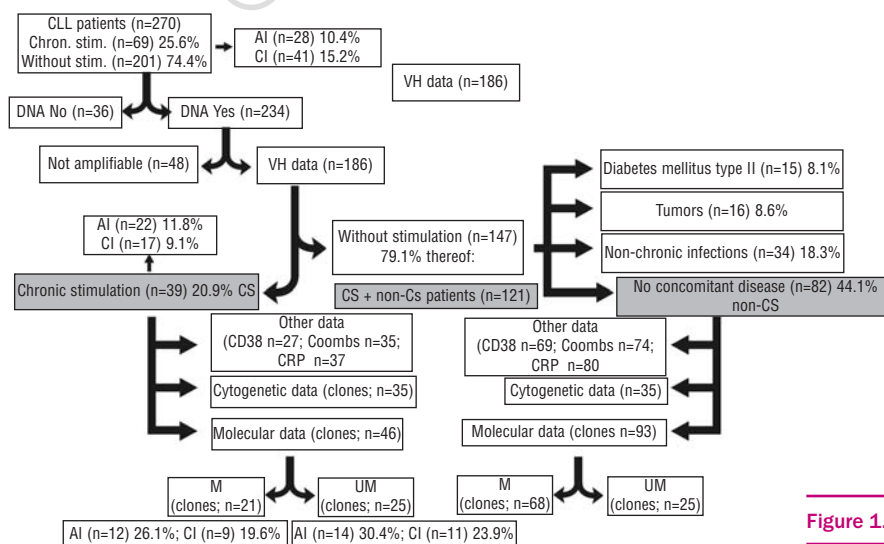 CLL patients (n=270)
Chron. stim. (n=69) 25.6%
Without stim. (n=201) 74.4%
AI (n=28) 10.4%
CI (n=41) 15.2%
VH data (n=186)
DNA No (n=36)
DNA Yes (n=234)
Not amplifiable (n=48)
VH data (n=186)
Diabetes mellitus type II (n=15) 8.1%
Tumors (n=16) 8.6%
AI (n=22) 11.8%
CI (n=17) 9.1%
Without stimulation (n=147)
79.1% thereof:
Non-chronic infections (n=34) 18.3%
Chronic stimulation (n=39) 20.9% CS
CS + non-Cs patients (n=121)
No concomitant disease (n=82) 44.1%
non-CS
Other data
(CD38 n=27; Coombs n=35;
CRP n=37
Other data
(CD38 n=69; Coombs n=74;
CRP n=80
Cytogenetic data (clones; n=35)
Cytogenetic data (n=35)
Molecular data (clones; n=46)
Molecular data (clones n=93)
M
(clones; n=21)
UM
(clones; n=25)
M
(clones; n=68)
UM
(clones; n=25)
AI (n=12) 26.1%; CI (n=9) 19.6%
AI (n=14) 30.4%; CI (n=11) 23.9%
Figure 1.